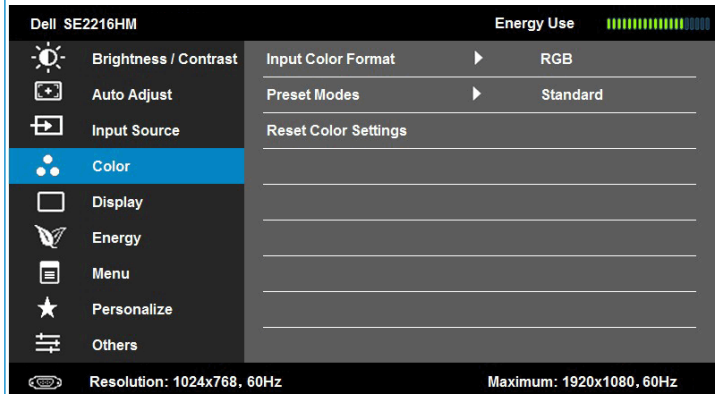 Dell SE2216HM Energy Use
Brightness / Contrast Input Color Format RGB
Auto Adjust Preset Modes Standard
Input Source Reset Color Settings
Color
Display
Energy
Menu
Personalize
Others
Resolution: 1024x768, 60Hz Maximum: 1920x1080, 60Hz